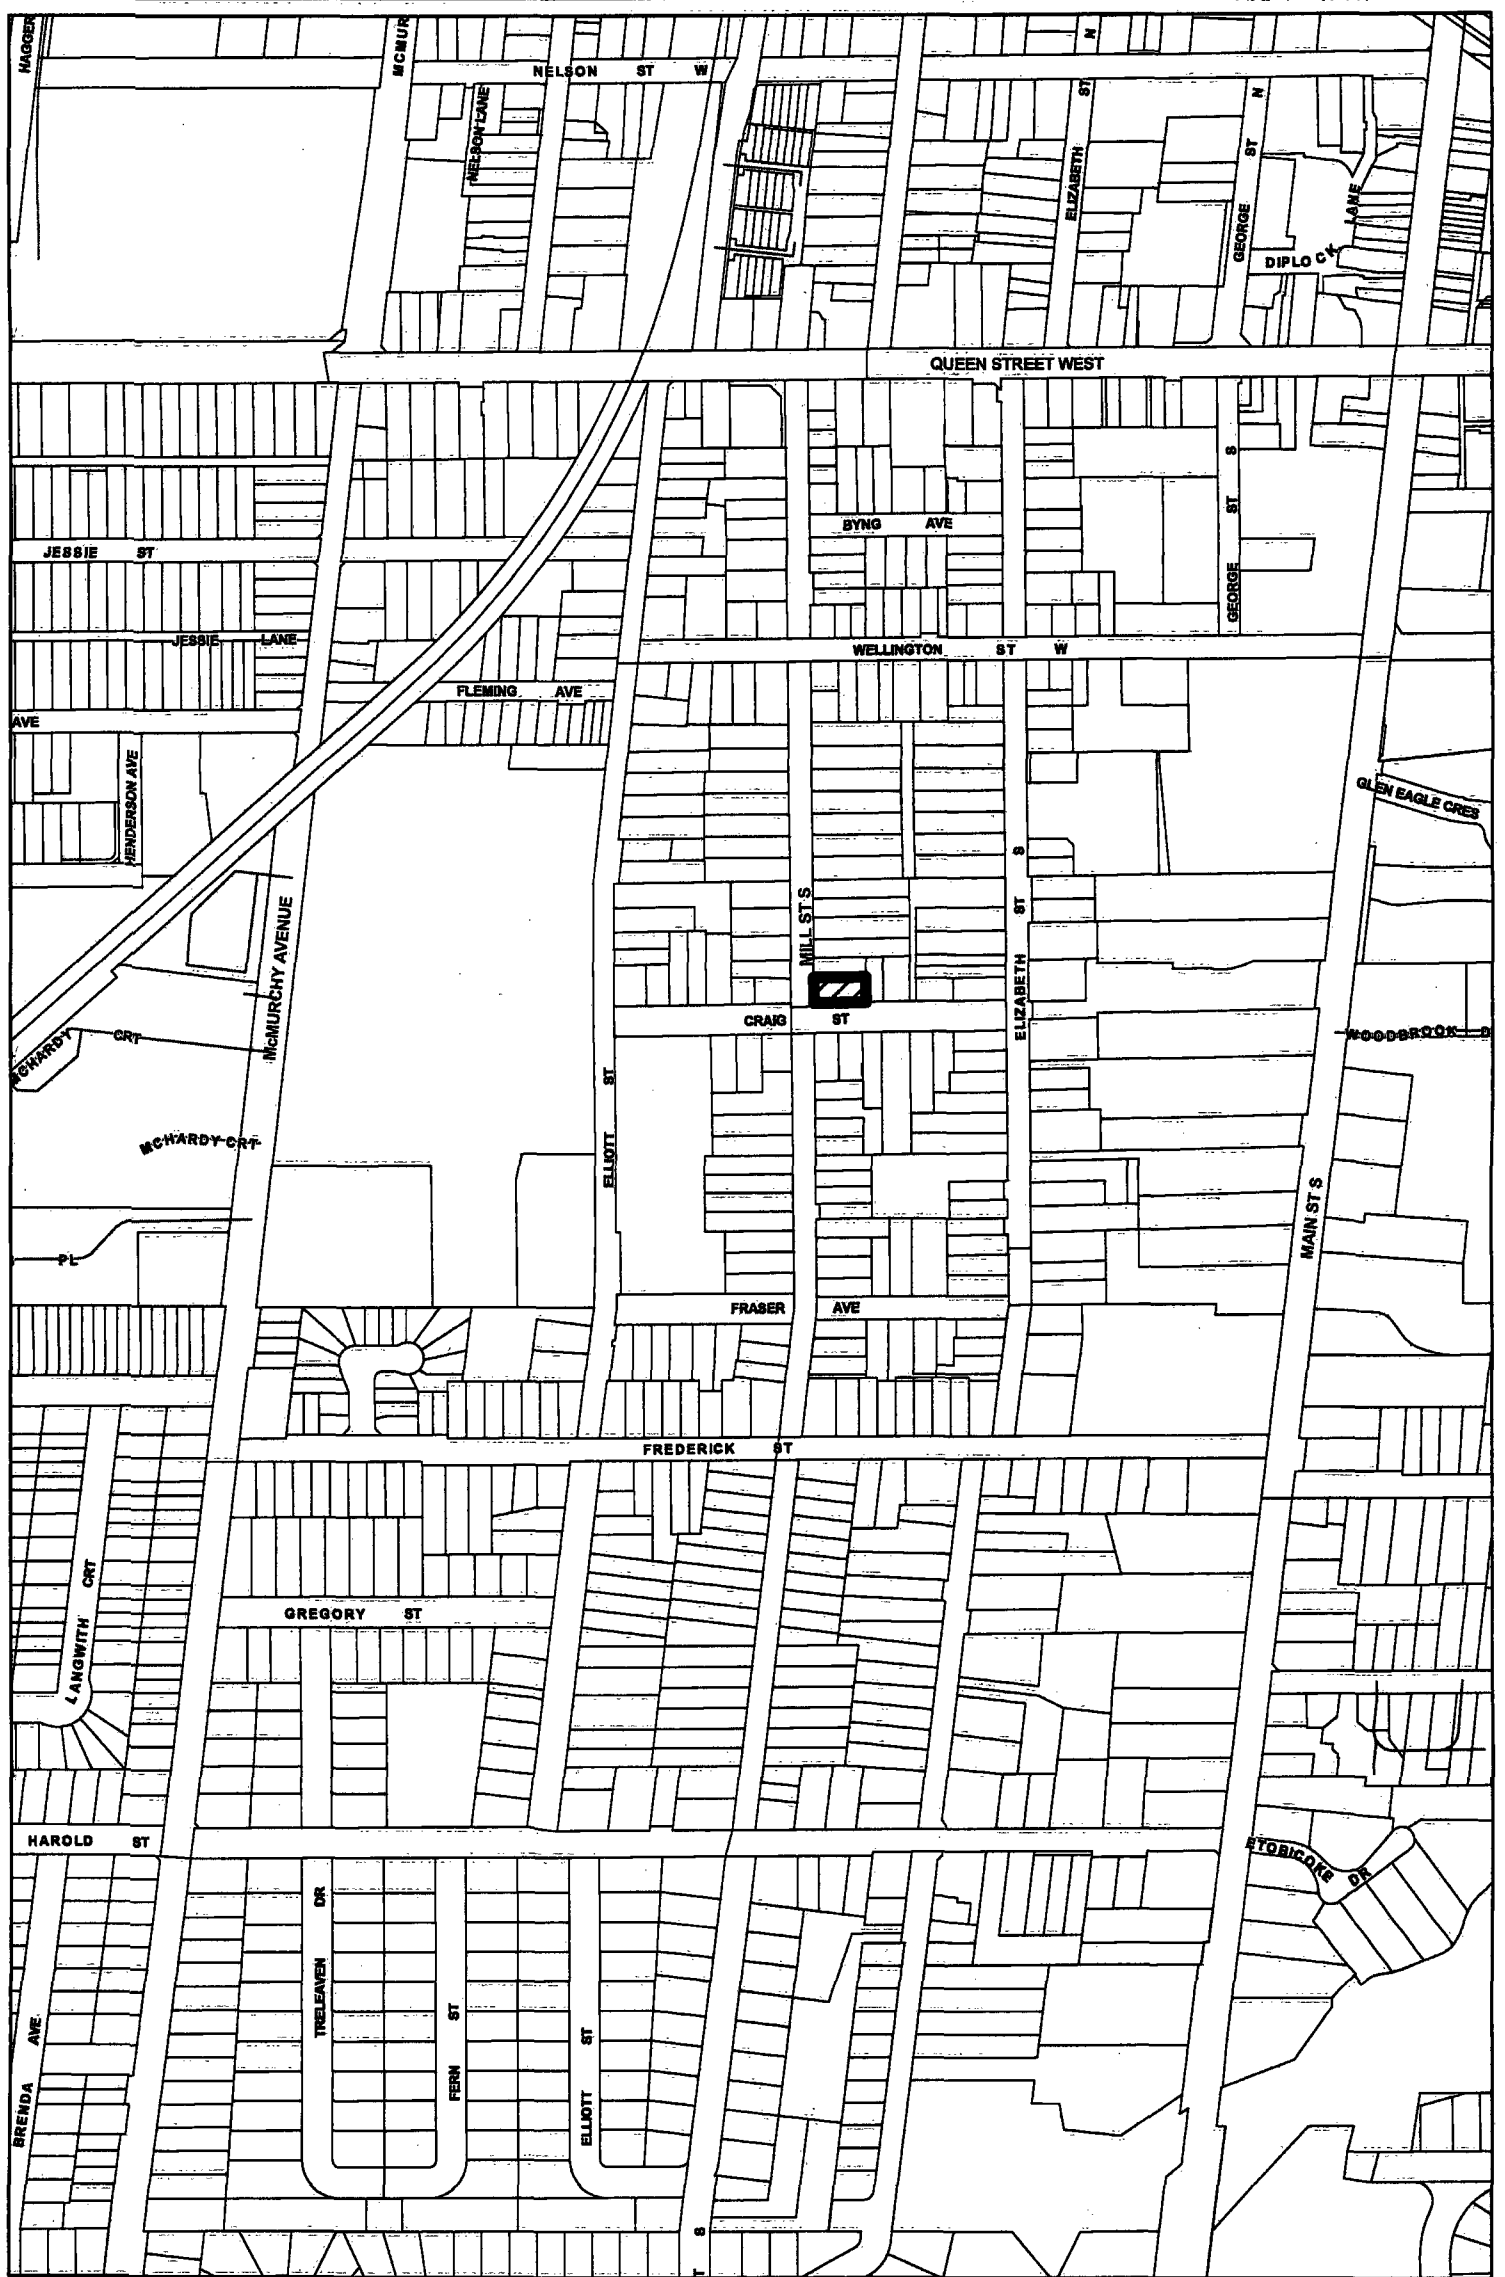 HAGGER
MCMUR
N
NELSON ST W
NELSON LANE
ELIZABETH ST
GEORGE ST N
DIPLOCK LANE
QUEEN STREET WEST
BYNG AVE
JESSIE ST
GEORGE ST S
JESSIE LANE
WELLINGTON ST W
FLEMING AVE
AVE
HENDERSON AVE
GLEN EAGLE CRES
MILL ST S
ELIZABETH ST S
McMURCHY AVENUE
CRAIG ST
MCHARDY CRT
WOODBROOK D
ELLIOTT ST
MCHARDY CRT
MAIN ST S
PL
FRASER AVE
FREDERICK ST
LANGWITH CRT
GREGORY ST
HAROLD ST
ETOBICOKE DR
TRELEAVEN DR
FERN ST
ELLIOTT ST
BRENDA AVE
S
T